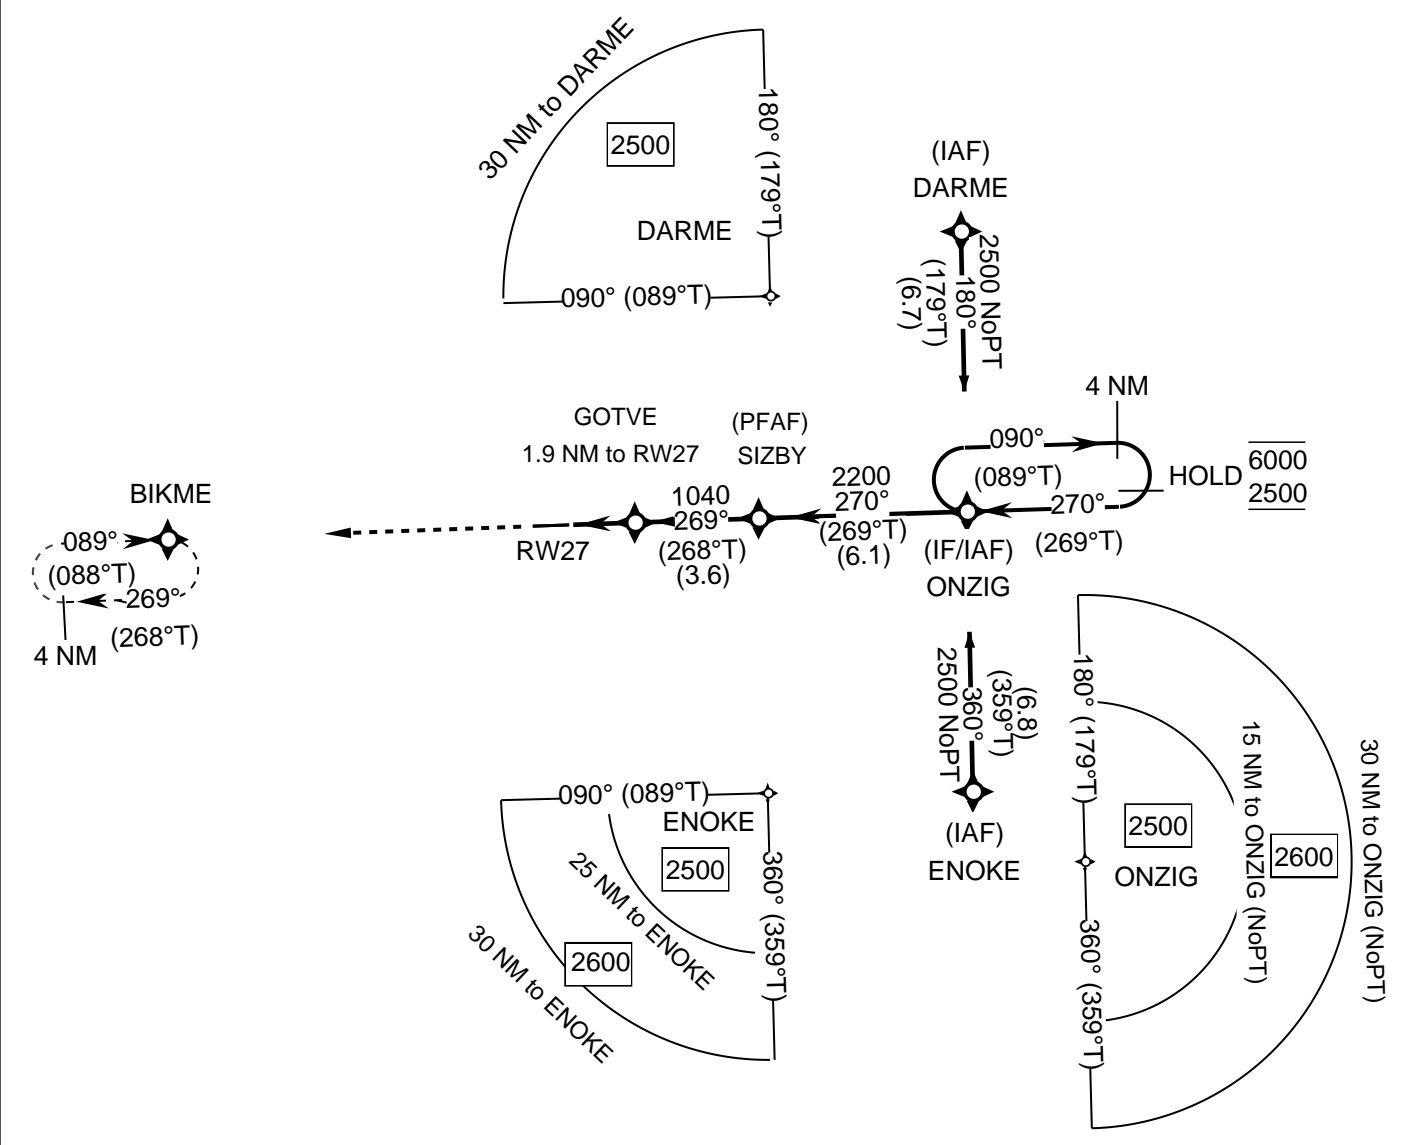 30 NM to DARME
2500
180° (179°T)
DARME
090° (089°T)
(IAF)
DARME
2500 NoPT
180°
(179°T)
(6.7)
4 NM
090°
(089°T)
HOLD
6000
2500
270°
(269°T)
GOTVE
1.9 NM to RW27
(PFAF)
SIZBY
2200
270°
(269°T)
(6.1)
1040
269°
(268°T)
(3.6)
RW27
(IF/IAF)
ONZIG
BIKME
089°
(088°T)
269°
(268°T)
4 NM
2500 NoPT
360°
(359°T)
(6.8)
(IAF)
ENOKE
090° (089°T)
ENOKE
2500
360° (359°T)
25 NM to ENOKE
2600
30 NM to ENOKE
180° (179°T)
2500
ONZIG
360° (359°T)
15 NM to ONZIG (NoPT)
2600
30 NM to ONZIG (NoPT)